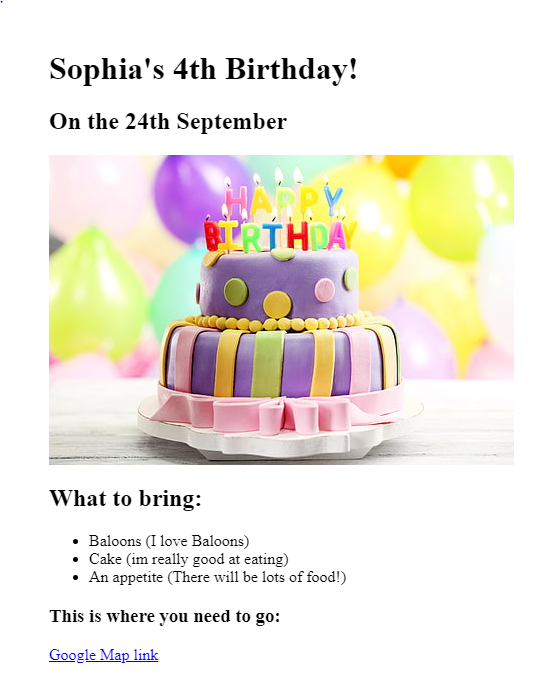 Sophia's 4th Birthday!
On the 24th September
HAPPY
BIRTHDAY
What to bring:
Baloons (I love Baloons)
Cake (im really good at eating)
An appetite (There will be lots of food!)
This is where you need to go:
Google Map link